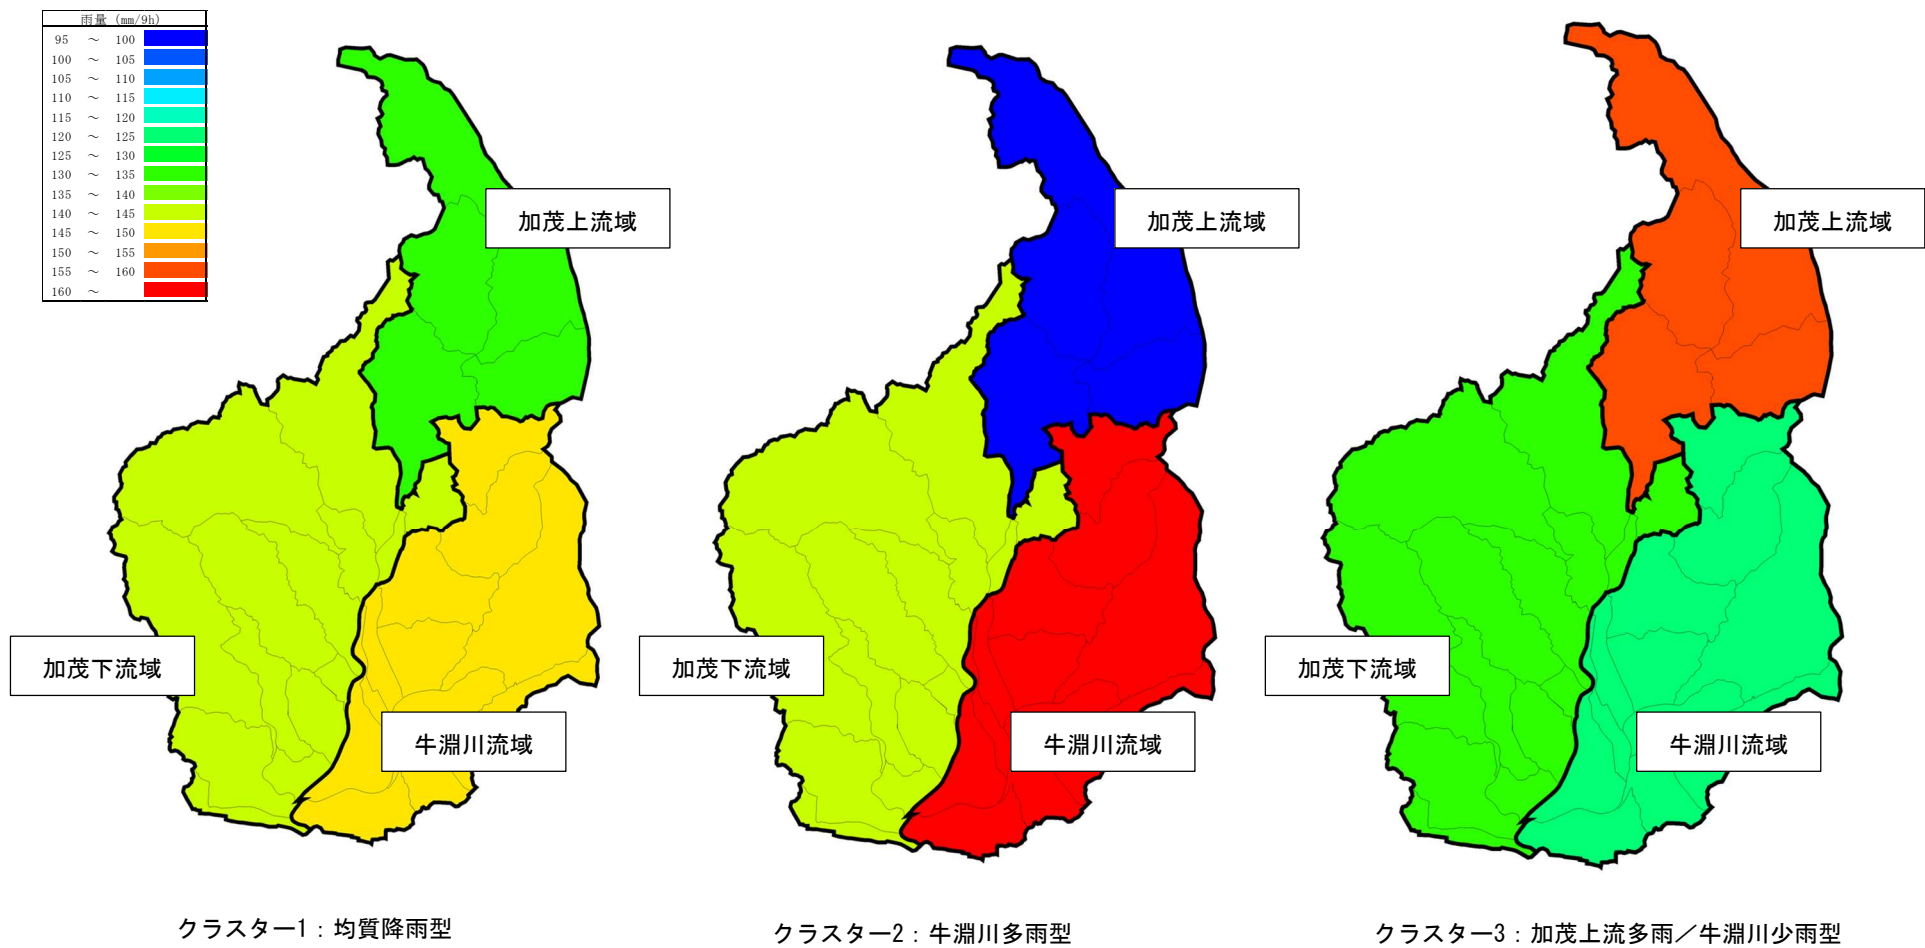 雨量 (mm/9h)
95 ～ 100
100 ～ 105
105 ～ 110
110 ～ 115
115 ～ 120
120 ～ 125
125 ～ 130
130 ～ 135
135 ～ 140
140 ～ 145
145 ～ 150
150 ～ 155
155 ～ 160
160 ～
加茂上流域
加茂下流域
牛淵川流域
クラスター1：均質降雨型
加茂上流域
加茂下流域
牛淵川流域
クラスター2：牛淵川多雨型
加茂上流域
加茂下流域
牛淵川流域
クラスター3：加茂上流多雨／牛淵川少雨型